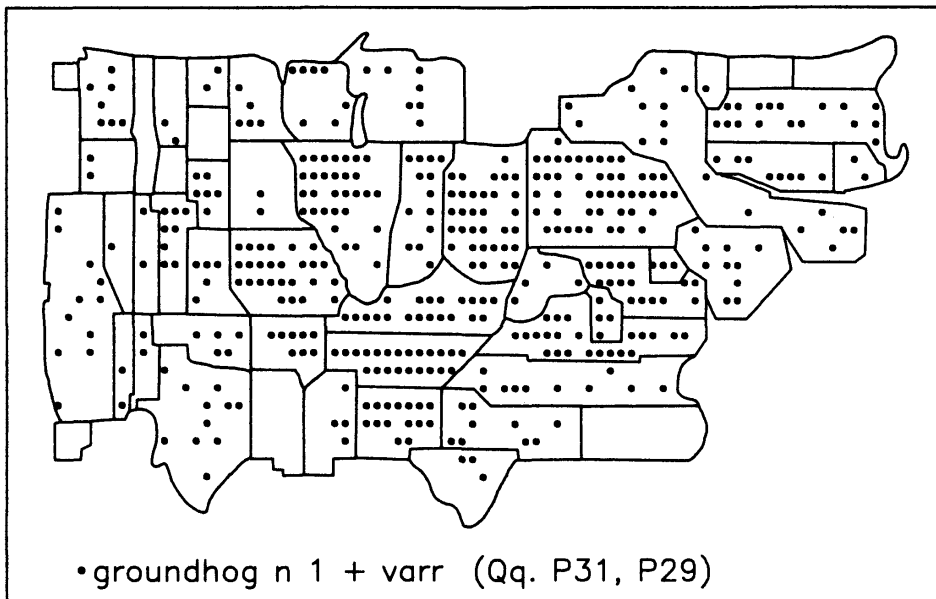 •groundhog n 1 + varr (Qq. P31, P29)